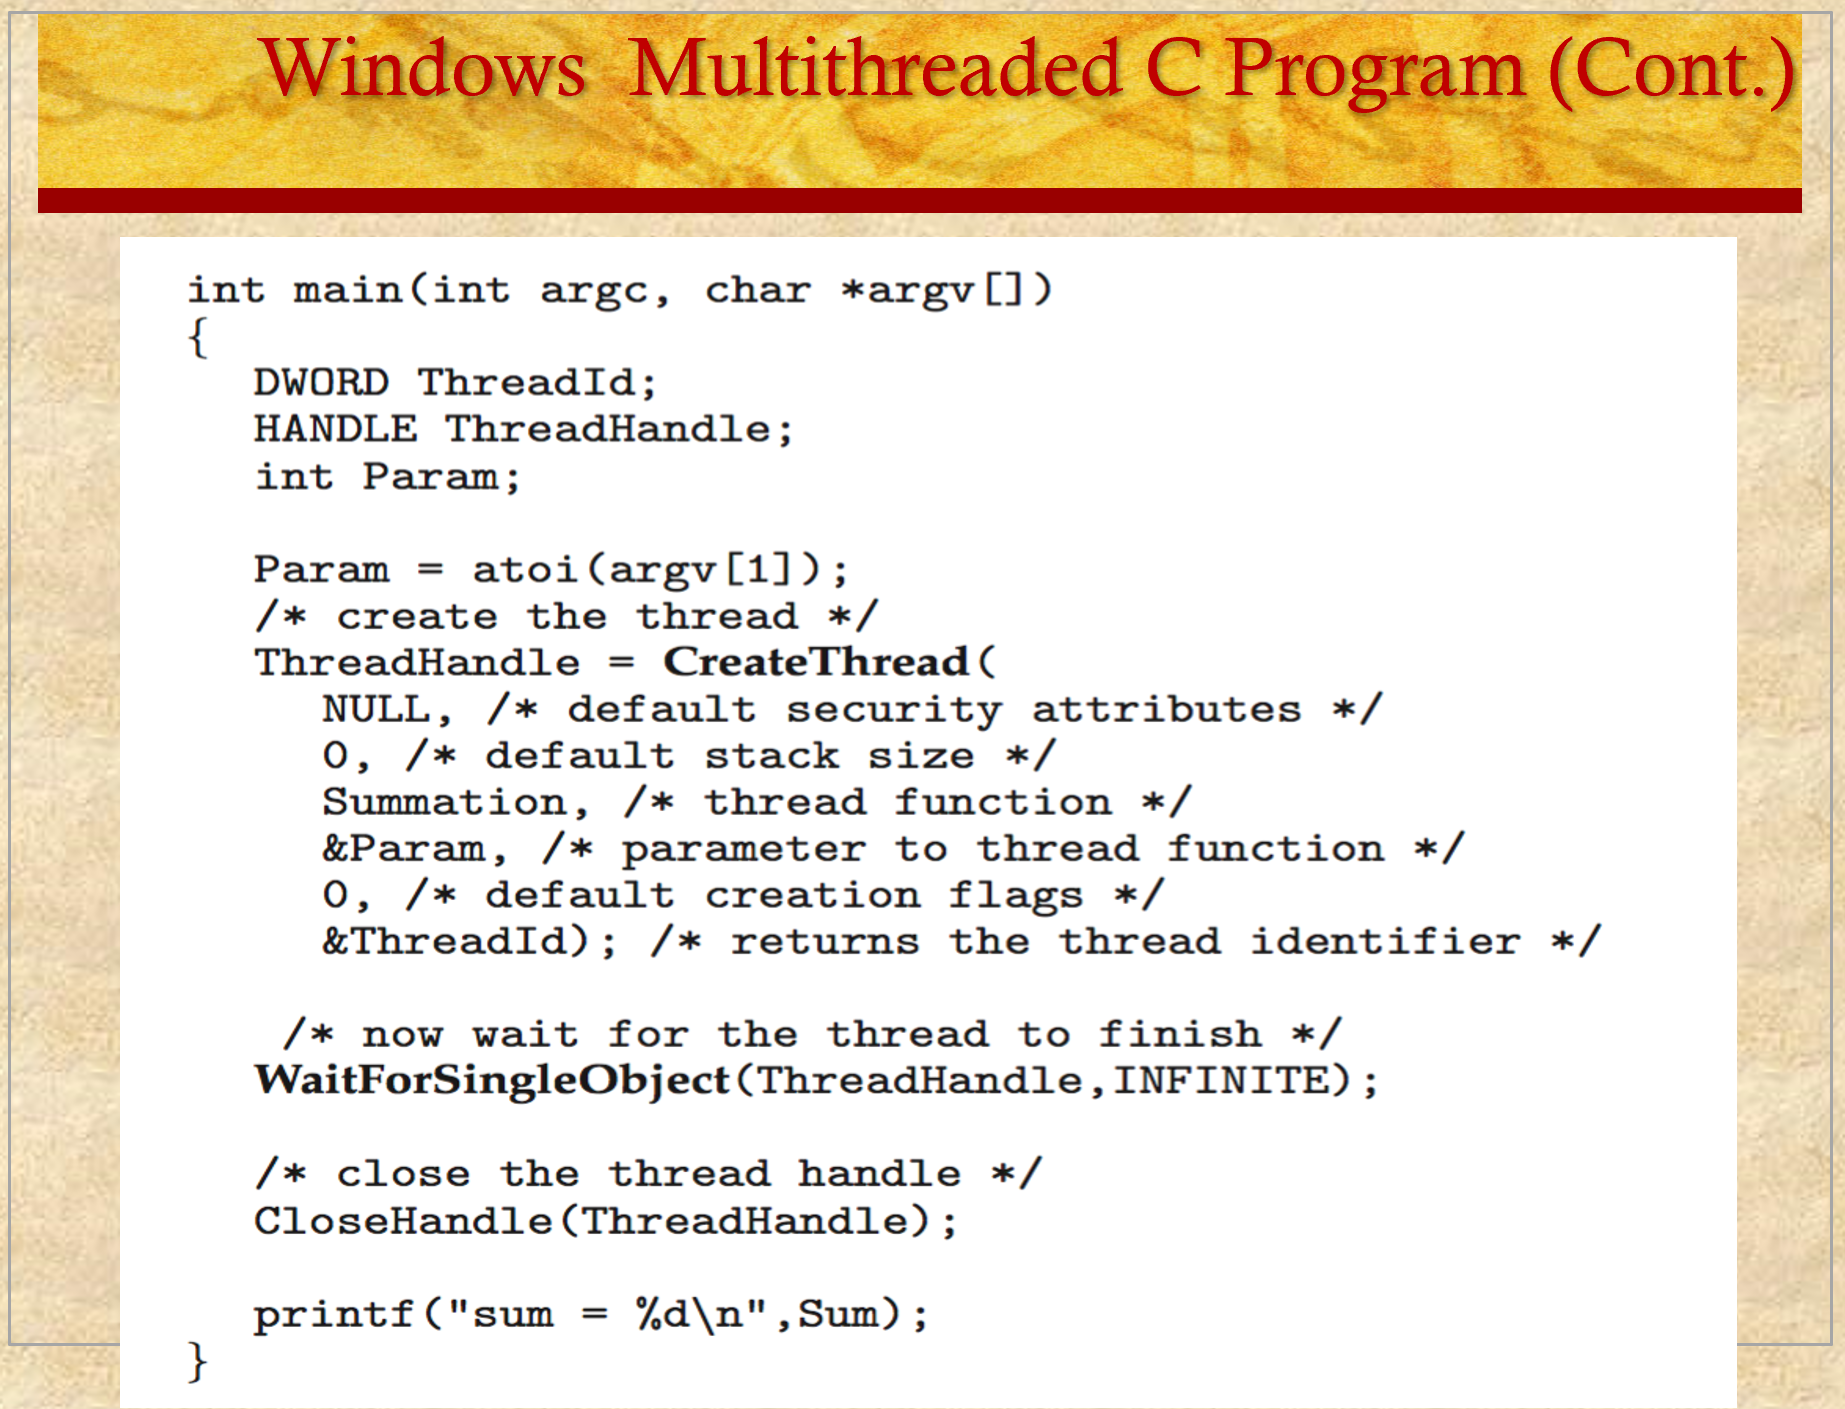 Windows Multithreaded C Program (Cont.)
int main(int argc, char *argv[])
{
DWORD ThreadId;
HANDLE ThreadHandle;
int Param;
Param = atoi(argv[1]);
/* create the thread */
ThreadHandle = CreateThread(
NULL, /* default security attributes */
0, /* default stack size */
Summation, /* thread function */
&Param, /* parameter to thread function */
0, /* default creation flags */
&ThreadId); /* returns the thread identifier */
/* now wait for the thread to finish */
WaitForSingleObject(ThreadHandle,INFINITE);
/* close the thread handle */
CloseHandle(ThreadHandle);
printf("sum = %d\n",Sum);
}